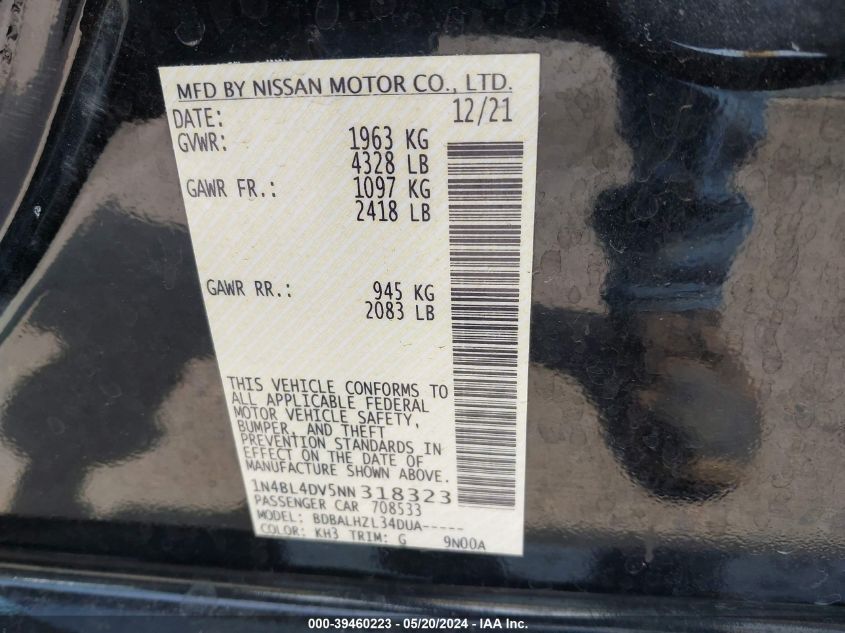 MFD BY NISSAN MOTOR CO., LTD.
DATE: 12/21
GVWR: 1963 KG
4328 LB
GAWR FR.: 1097 KG
2418 LB
GAWR RR.: 945 KG
2083 LB
THIS VEHICLE CONFORMS TO
ALL APPLICABLE FEDERAL
MOTOR VEHICLE SAFETY,
BUMPER, AND THEFT
PREVENTION STANDARDS IN
EFFECT ON THE DATE OF
MANUFACTURE SHOWN ABOVE.
1N4BL4DV5NN318323
PASSENGER CAR 708533
MODEL: BDBALHZL34DUA-----
COLOR: KH3 TRIM: G 9N00A
000-39460223 - 05/20/2024 - IAA Inc.